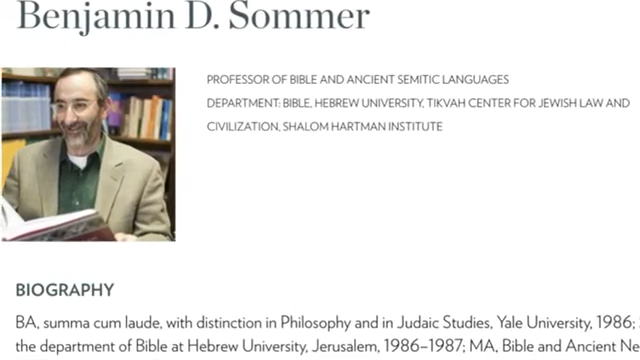 Benjamin D. Sommer
PROFESSOR OF BIBLE AND ANCIENT SEMITIC LANGUAGES
DEPARTMENT: BIBLE, HEBREW UNIVERSITY, TIKVAH CENTER FOR JEWISH LAW AND
CIVILIZATION, SHALOM HARTMAN INSTITUTE
BIOGRAPHY
BA, summa cum laude, with distinction in Philosophy and in Judaic Studies, Yale University, 1986;
the department of Bible at Hebrew University, Jerusalem, 1986–1987; MA, Bible and Ancient Ne